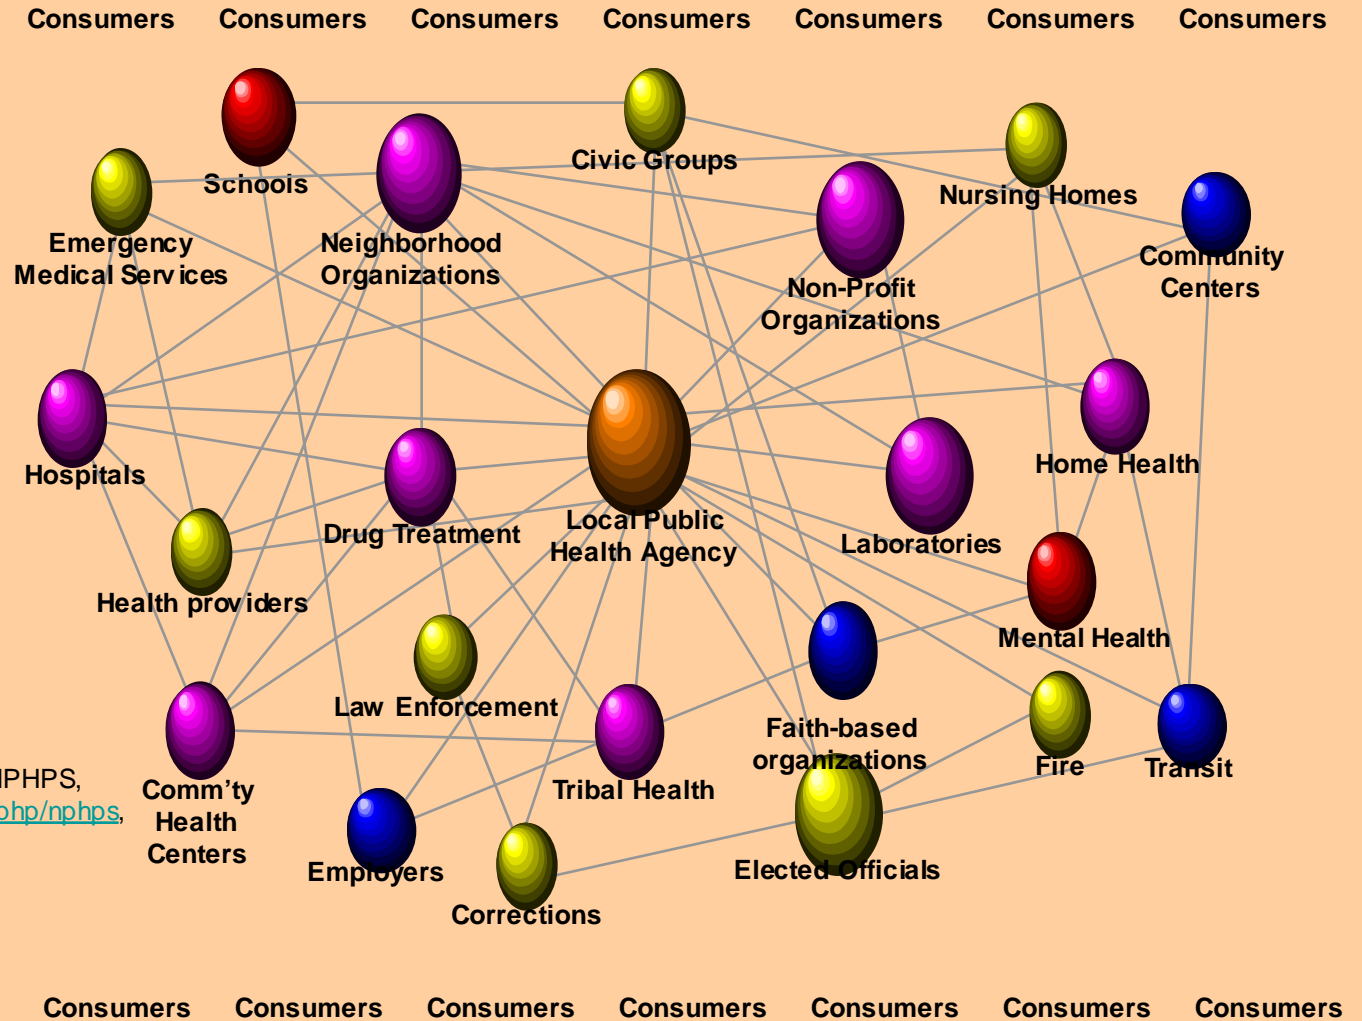 Consumers Consumers Consumers Consumers Consumers Consumers Consumers
Civic Groups
Schools
Nursing Homes
Emergency
Medical Services
Neighborhood
Organizations
Community
Centers
Non-Profit
Organizations
Hospitals
Home Health
Drug Treatment
Local Public
Health Agency
Laboratories
Health providers
Mental Health
Law Enforcement
Faith-based
organizations
Fire
Transit
NPHPS,
php/nphps,
Comm'ty
Health
Centers
Tribal Health
Employers
Elected Officials
Corrections
Consumers Consumers Consumers Consumers Consumers Consumers Consumers